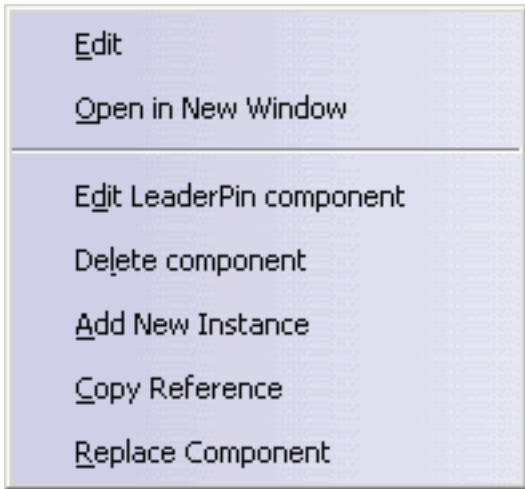 Edit
Open in New Window
Edit LeaderPin component
Delete component
Add New Instance
Copy Reference
Replace Component